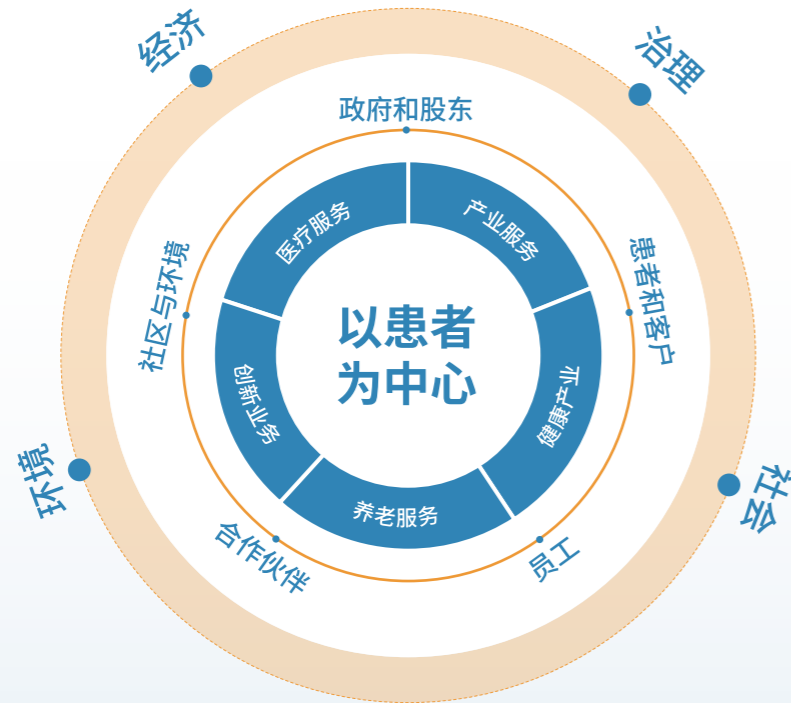 经济
治理
政府和股东
医疗服务
产业服务
社区与环境
患者和客户
以患者
为中心
创新业务
健康产业
养老服务
环境
社会
合作伙伴
员工